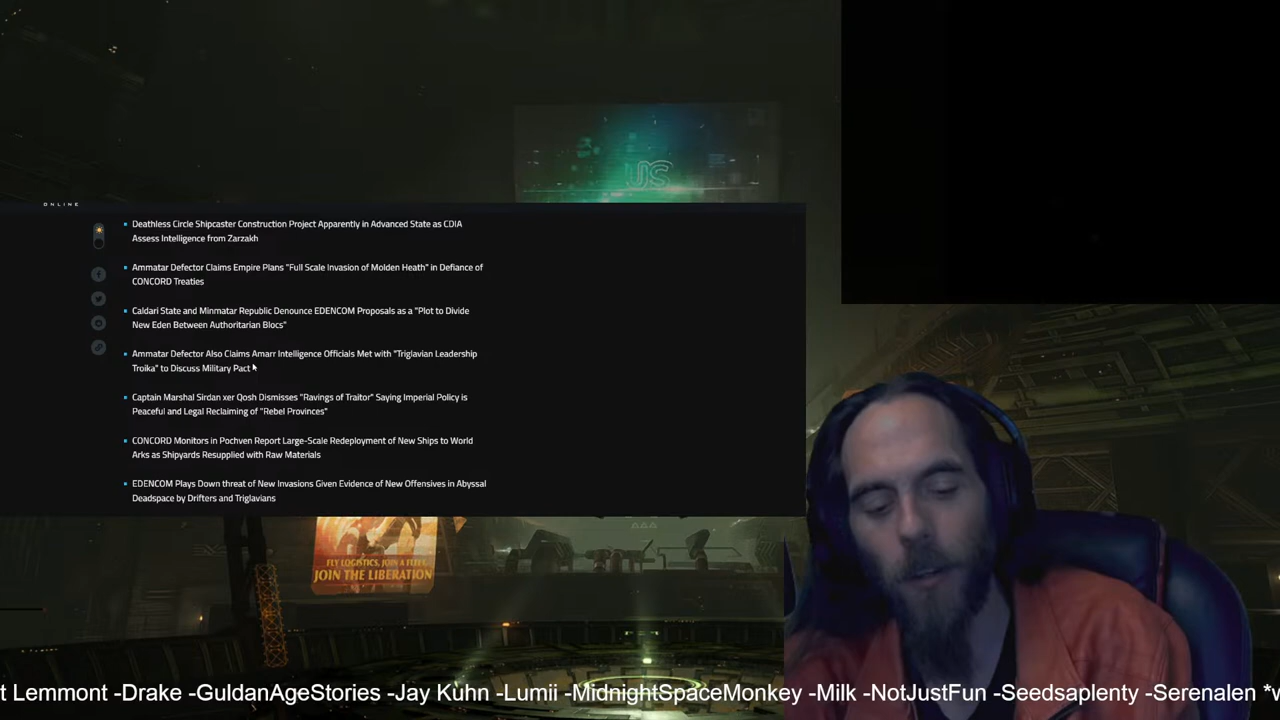 US
ONLINE
Deathless Circle Shipcaster Construction Project Apparently in Advanced State as CDIA
Assess Intelligence from Zarzakh
Ammatar Defector Claims Empire Plans "Full Scale Invasion of Molden Heath" in Defiance of
CONCORD Treaties
Caldari State and Minmatar Republic Denounce EDENCOM Proposals as a "Plot to Divide
New Eden Between Authoritarian Blocs"
Ammatar Defector Also Claims Amarr Intelligence Officials Met with "Triglavian Leadership
Troika" to Discuss Military Pact
Captain Marshal Sirdan xer Qosh Dismisses "Ravings of Traitor" Saying Imperial Policy is
Peaceful and Legal Reclaiming of "Rebel Provinces"
CONCORD Monitors in Pochven Report Large-Scale Redeployment of New Ships to World
Arks as Shipyards Resupplied with Raw Materials
EDENCOM Plays Down threat of New Invasions Given Evidence of New Offensives in Abyssal
Deadspace by Drifters and Triglavians
FLY LOGISTICS, JOIN A FLEET
JOIN THE LIBERATION
t Lemmont -Drake -GuldanAgeStories -Jay Kuhn -Lumii -MidnightSpaceMonkey -Milk -NotJustFun -Seedsaplenty -Serenalen *w